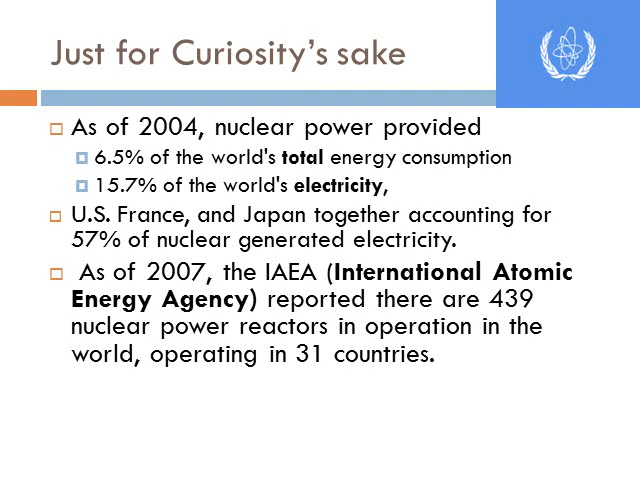 Just for Curiosity’s sake
As of 2004, nuclear power provided
6.5% of the world's total energy consumption
15.7% of the world's electricity,
U.S. France, and Japan together accounting for
57% of nuclear generated electricity.
As of 2007, the IAEA (International Atomic
Energy Agency) reported there are 439
nuclear power reactors in operation in the
world, operating in 31 countries.